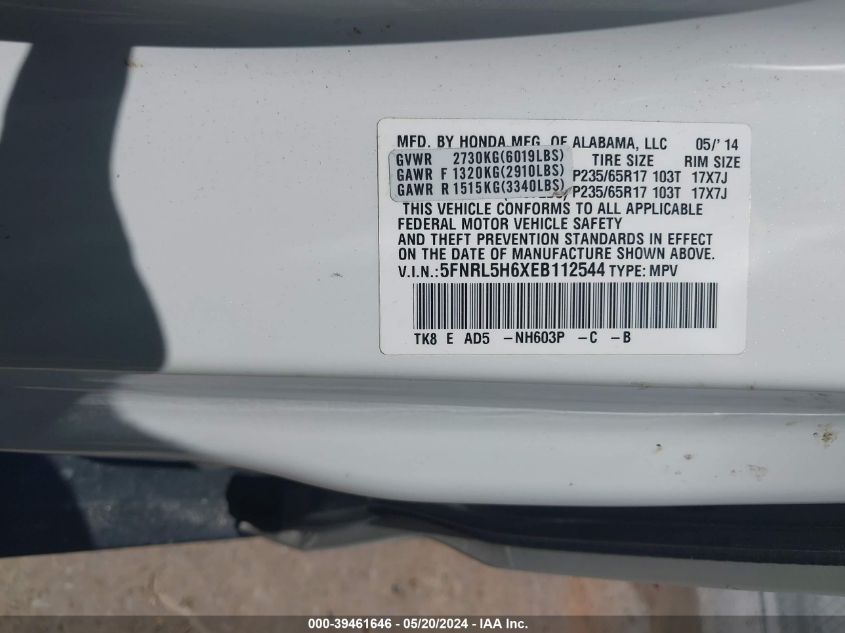 MFD. BY HONDA MFG. OF ALABAMA, LLC 05/'14
GVWR 2730KG(6019LBS) TIRE SIZE RIM SIZE
GAWR F 1320KG(2910LBS) P235/65R17 103T 17X7J
GAWR R 1515KG(3340LBS) P235/65R17 103T 17X7J
THIS VEHICLE CONFORMS TO ALL APPLICABLE
FEDERAL MOTOR VEHICLE SAFETY
AND THEFT PREVENTION STANDARDS IN EFFECT
ON THE DATE OF MANUFACTURE SHOWN ABOVE.
V.I.N.: 5FNRL5H6XEB112544 TYPE: MPV
TK8 E AD5 -NH603P -C -B
000-39461646 - 05/20/2024 - IAA Inc.